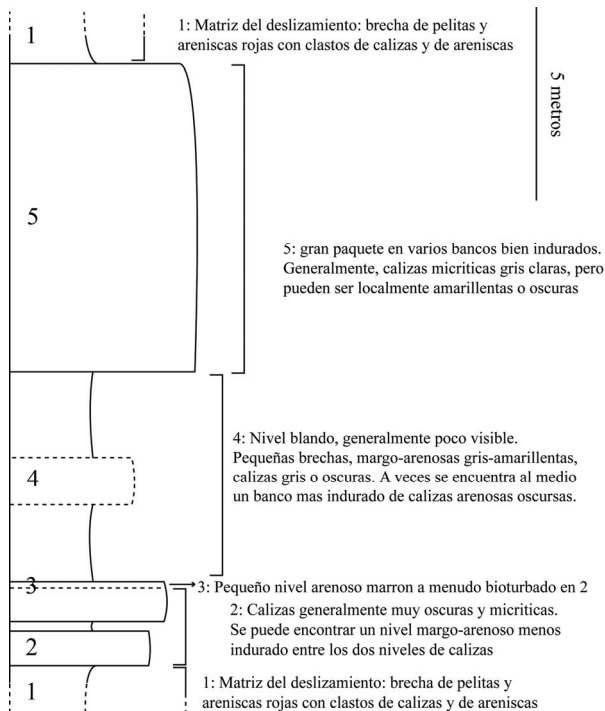 1
1: Matriz del deslizamiento: brecha de pelitas y
areniscas rojas con clastos de calizas y de areniscas
5 metros
5
5: gran paquete en varios bancos bien indurados.
Generalmente, calizas micriticas gris claras, pero
pueden ser localmente amarillentas o oscuras
4
4: Nivel blando, generalmente poco visible.
Pequeñas brechas, margo-arenosas gris-amarillentas,
calizas gris o oscuras. A veces se encuentra al medio
un banco mas indurado de calizas arenosas oscursas.
3
3: Pequeño nivel arenoso marron a menudo bioturbado en 2
2
2: Calizas generalmente muy oscuras y micriticas.
Se puede encontrar un nivel margo-arenoso menos
indurado entre los dos niveles de calizas
1
1: Matriz del deslizamiento: brecha de pelitas y
areniscas rojas con clastos de calizas y de areniscas